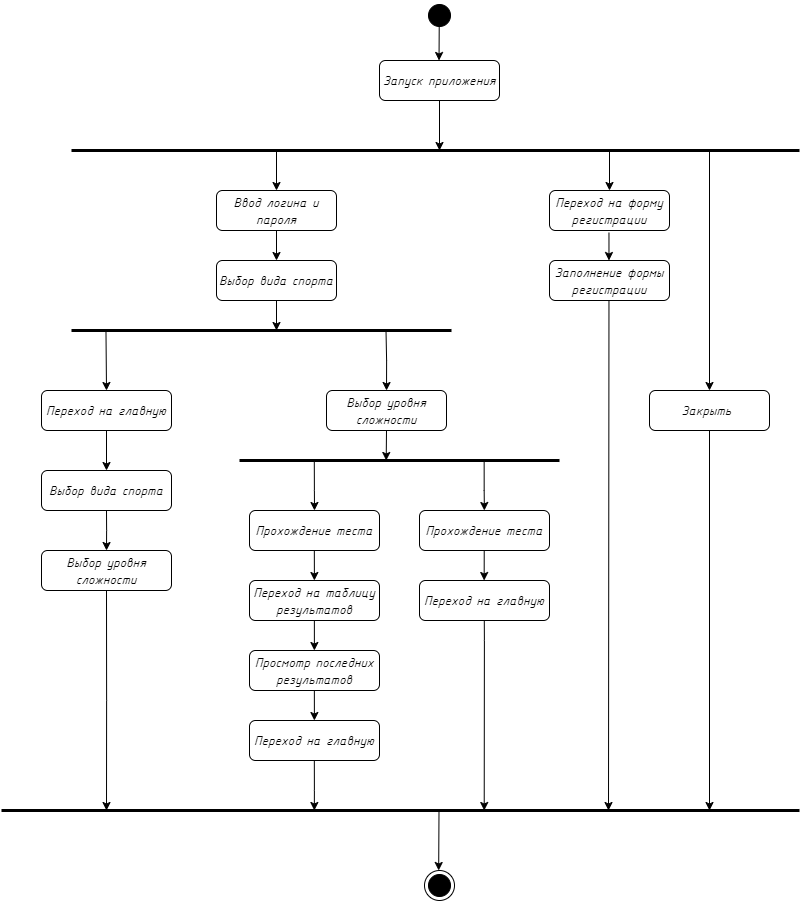 Запуск приложения
Ввод логина и
пароля
Переход на форму
регистрации
Выбор вида спорта
Заполнение формы
регистрации
Переход на главную
Выбор уровня
сложности
Закрыть
Выбор вида спорта
Прохождение теста
Прохождение теста
Выбор уровня
сложности
Переход на таблицу
результатов
Переход на главную
Просмотр последних
результатов
Переход на главную